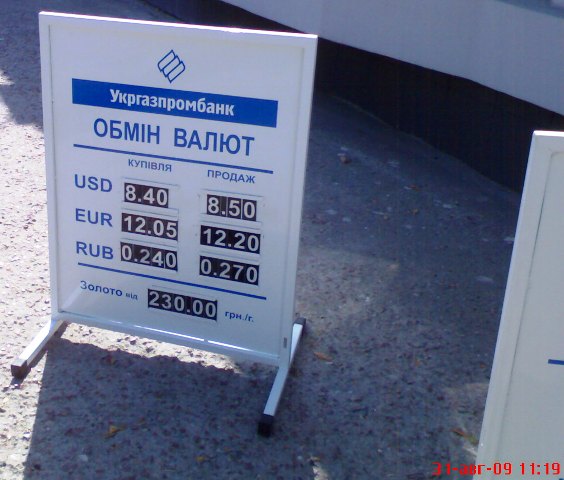 Укргазпромбанк
ОБМІН ВАЛЮТ
КУПІВЛЯ ПРОДАЖ
USD 8.40 8.50
EUR 12.05 12.20
RUB 0.240 0.270
Золото від 230.00 грн./г.
31-авг-09 11:19